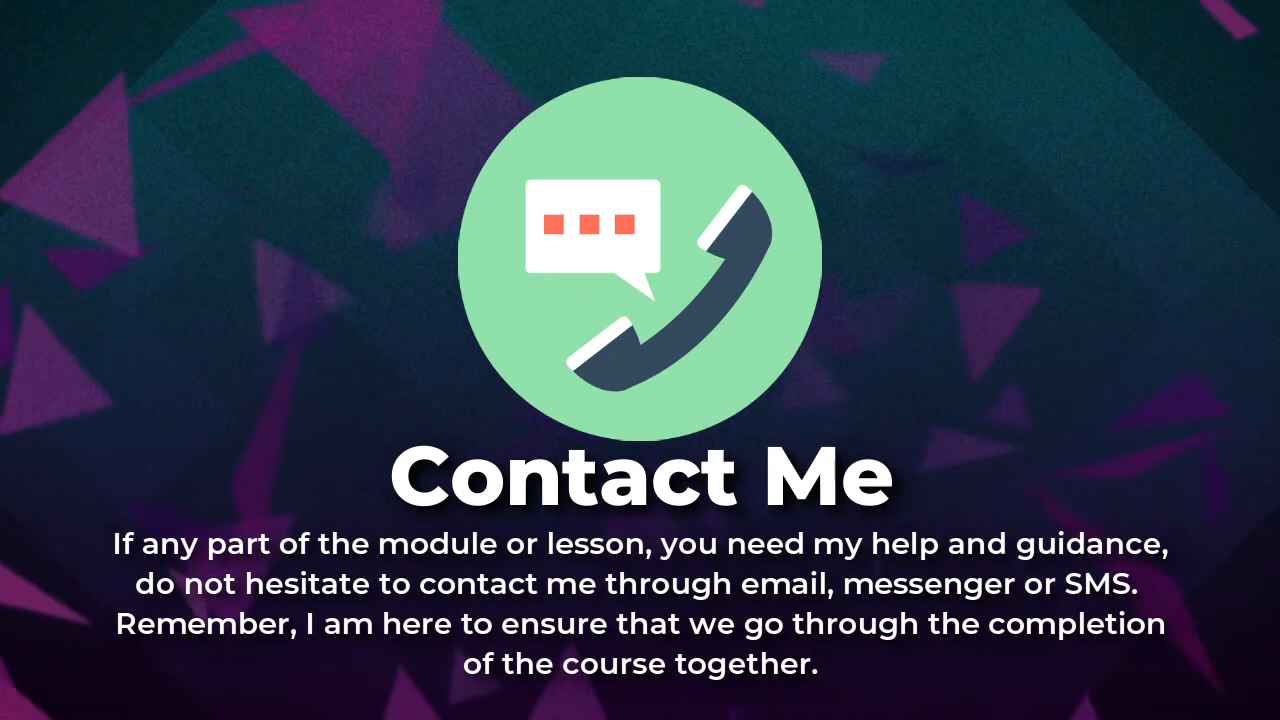 Contact Me
If any part of the module or lesson, you need my help and guidance,
do not hesitate to contact me through email, messenger or SMS.
Remember, I am here to ensure that we go through the completion
of the course together.